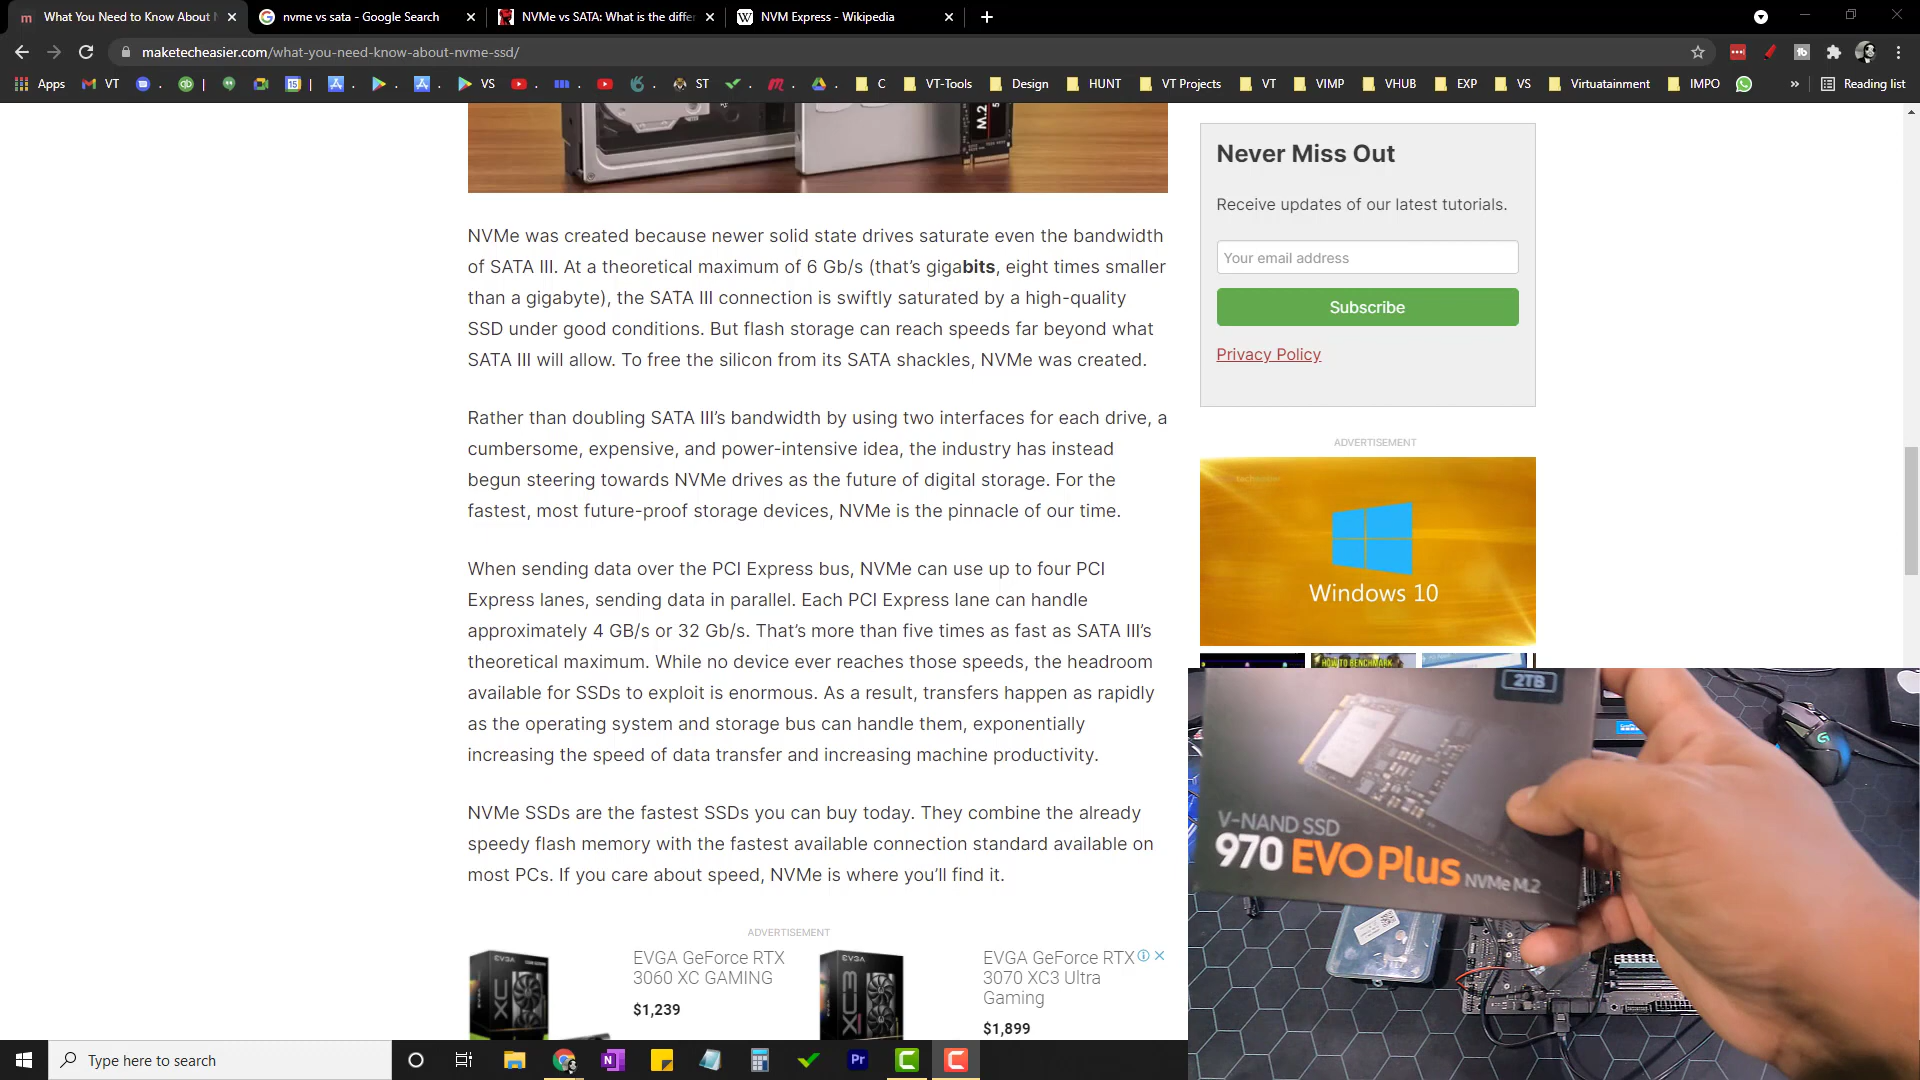 What You Need to Know About N
nvme vs sata - Google Search
NVMe vs SATA: What is the differ
NVM Express - Wikipedia
maketecheasier.com/what-you-need-know-about-nvme-ssd/
Apps
VT
15
VS
ST
C
VT-Tools
Design
HUNT
VT Projects
VT
VIMP
VHUB
EXP
VS
Virtuatainment
IMPO
Reading list
M.2
NVMe was created because newer solid state drives saturate even the bandwidth
of SATA III. At a theoretical maximum of 6 Gb/s (that's gigabits, eight times smaller
than a gigabyte), the SATA III connection is swiftly saturated by a high-quality
SSD under good conditions. But flash storage can reach speeds far beyond what
SATA III will allow. To free the silicon from its SATA shackles, NVMe was created.
Rather than doubling SATA III's bandwidth by using two interfaces for each drive, a
cumbersome, expensive, and power-intensive idea, the industry has instead
begun steering towards NVMe drives as the future of digital storage. For the
fastest, most future-proof storage devices, NVMe is the pinnacle of our time.
When sending data over the PCI Express bus, NVMe can use up to four PCI
Express lanes, sending data in parallel. Each PCI Express lane can handle
approximately 4 GB/s or 32 Gb/s. That's more than five times as fast as SATA III's
theoretical maximum. While no device ever reaches those speeds, the headroom
available for SSDs to exploit is enormous. As a result, transfers happen as rapidly
as the operating system and storage bus can handle them, exponentially
increasing the speed of data transfer and increasing machine productivity.
NVMe SSDs are the fastest SSDs you can buy today. They combine the already
speedy flash memory with the fastest available connection standard available on
most PCs. If you care about speed, NVMe is where you'll find it.
ADVERTISEMENT
EVGA
XC
EVGA GeForce RTX
3060 XC GAMING
$1,239
EVGA
XC3
EVGA GeForce RTX
3070 XC3 Ultra
Gaming
$1,899
Never Miss Out
Receive updates of our latest tutorials.
Your email address
Subscribe
Privacy Policy
ADVERTISEMENT
Windows 10
HOW TO BENCHMARK
2TB
V-NAND SSD
970 EVO Plus NVMe M.2
Type here to search
Pr